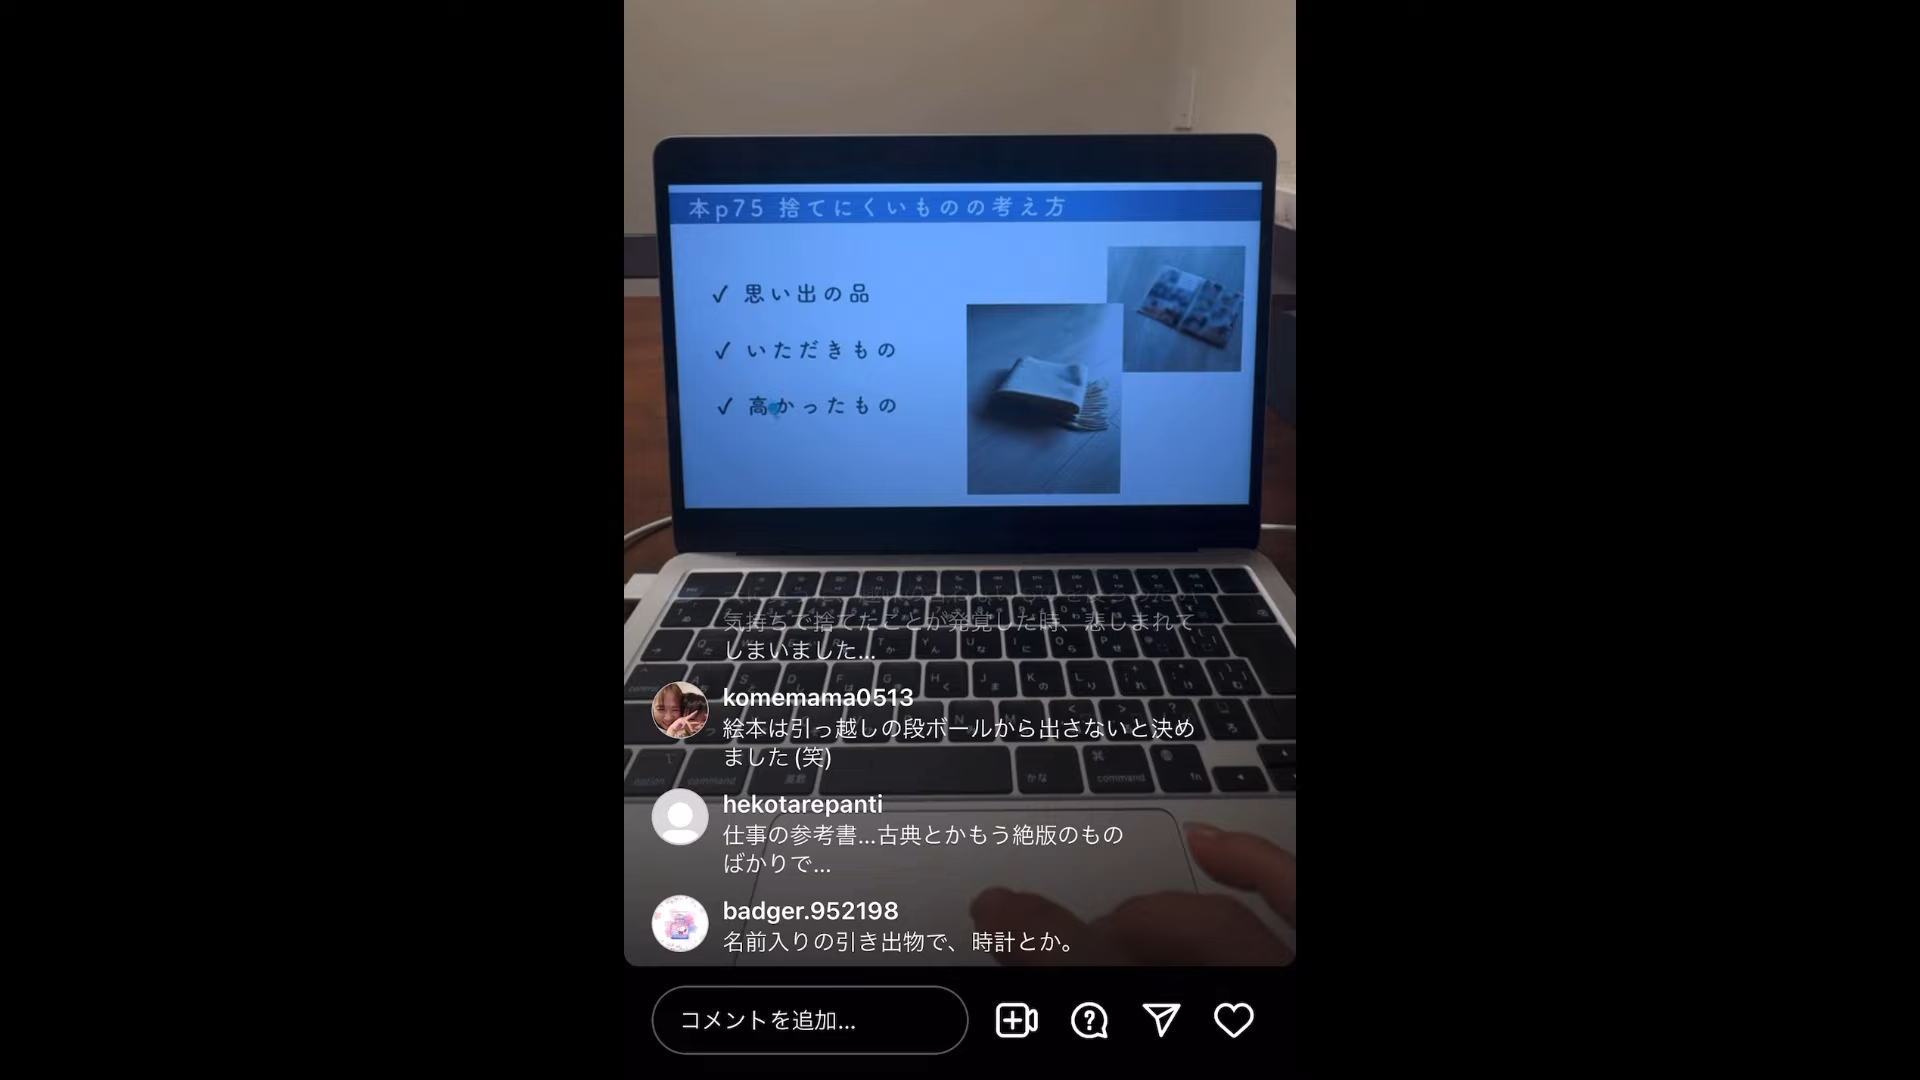 本p75 捨てにくいものの考え方
✓ 思い出の品
✓ いただきもの
✓ 高かったもの
気持ちで捨てたことが発覚した時、悲しまれて
しまいました...
komemama0513
絵本は引っ越しの段ボールから出さないと決め
ました (笑)
hekotarepanti
仕事の参考書...古典とかもう絶版のもの
ばかりで...
badger.952198
名前入りの引き出物で、時計とか。
コメントを追加...